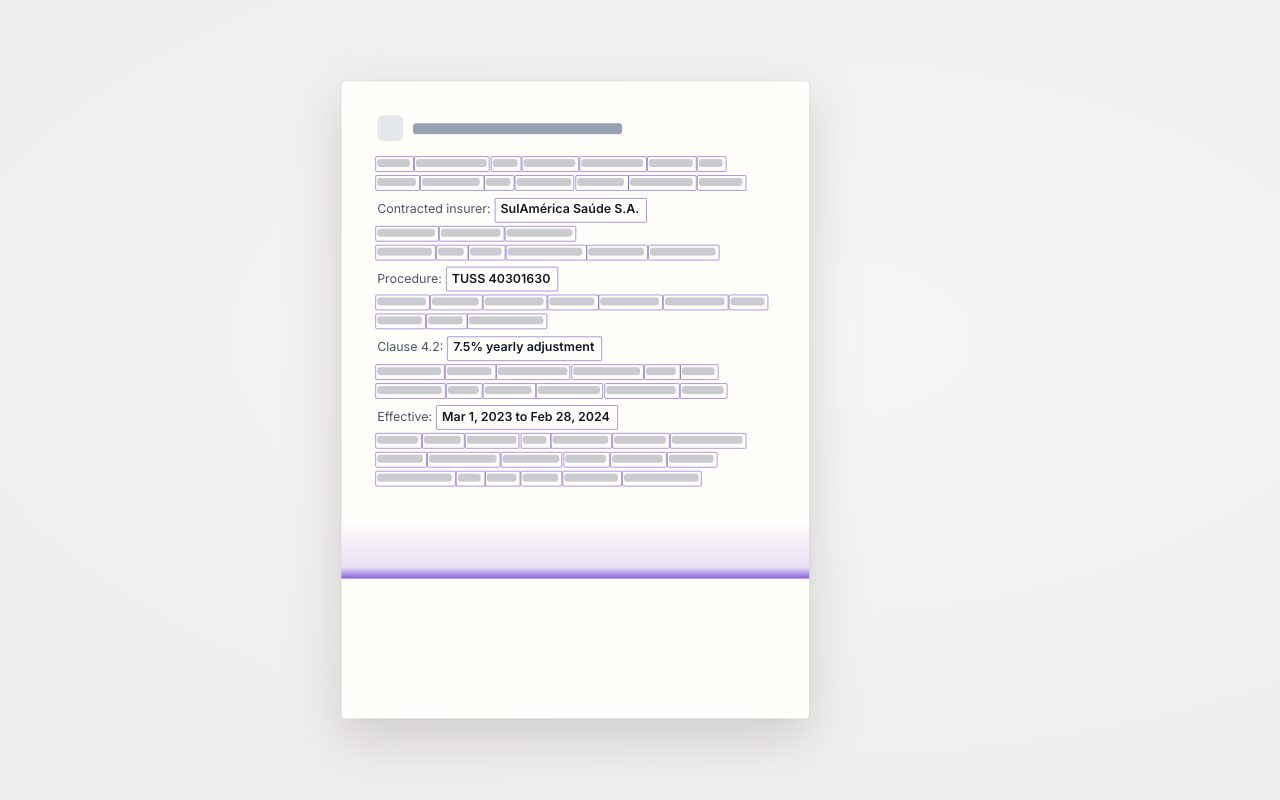 Contracted insurer: SulAmérica Saúde S.A.
Procedure: TUSS 40301630
Clause 4.2: 7.5% yearly adjustment
Effective: Mar 1, 2023 to Feb 28, 2024